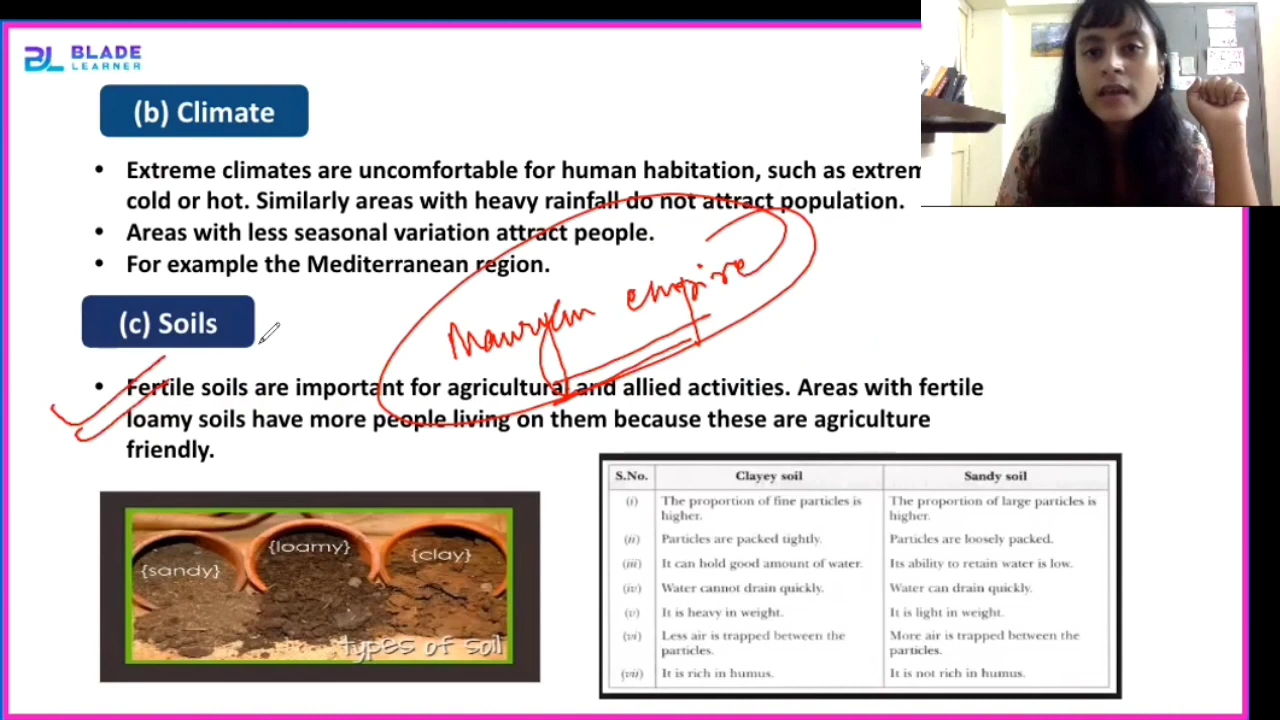 BLADE
LEARNER
(b) Climate
• Extreme climates are uncomfortable for human habitation, such as extrem
cold or hot. Similarly areas with heavy rainfall do not attract population.
• Areas with less seasonal variation attract people.
• For example the Mediterranean region.
Mauryan empire
(c) Soils
• Fertile soils are important for agricultural and allied activities. Areas with fertile
loamy soils have more people living on them because these are agriculture
friendly.
{sandy} {loamy} {clay}
types of soil
S.No. Clayey soil Sandy soil
(i) The proportion of fine particles is higher. The proportion of large particles is higher.
(ii) Particles are packed tightly. Particles are loosely packed.
(iii) It can hold good amount of water. Its ability to retain water is low.
(iv) Water cannot drain quickly. Water can drain quickly.
(v) It is heavy in weight. It is light in weight.
(vi) Less air is trapped between the particles. More air is trapped between the particles.
(vii) It is rich in humus. It is not rich in humus.